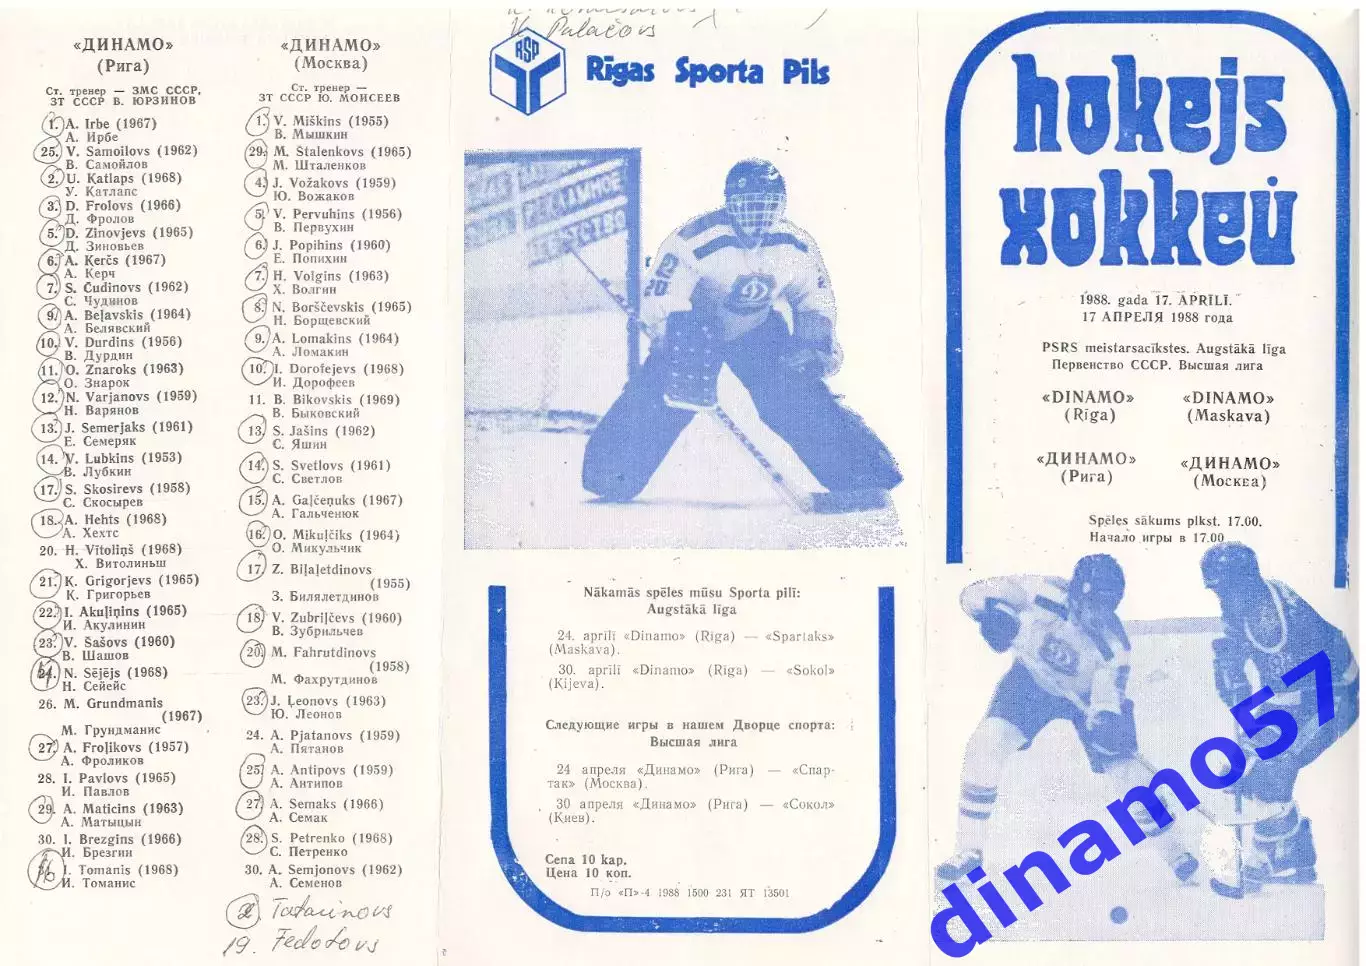 «ДИНАМО»
(Рига)
Ст. тренер — ЗМС СССР,
ЗТ СССР В. ЮРЗИНОВ
1. A. Irbe (1967)
А. Ирбе
25. V. Samoilovs (1962)
В. Самойлов
2. U. Katlaps (1968)
У. Катлапс
3. D. Frolovs (1966)
Д. Фролов
5. D. Zinovjevs (1965)
Д. Зиновьев
6. A. Kerčs (1967)
А. Керч
7. S. Čudinovs (1962)
С. Чудинов
9. A. Beļavskis (1964)
А. Белявский
10. V. Durdins (1956)
В. Дурдин
11. O. Znaroks (1963)
О. Знарок
12. N. Varjanovs (1959)
Н. Варянов
13. J. Semerjaks (1961)
Е. Семеряк
14. V. Lubkins (1953)
В. Лубкин
17. S. Skosirevs (1958)
С. Скосырев
18. A. Hehts (1968)
А. Хехтс
20. H. Vītoliņš (1968)
Х. Витолиньш
21. K. Grigorjevs (1965)
К. Григорьев
22. I. Akuļiņins (1965)
И. Акулинин
23. V. Šašovs (1960)
В. Шашов
24. N. Sējējs (1968)
Н. Сейейс
26. M. Grundmanis
(1967)
М. Грундманис
27. A. Froļikovs (1957)
А. Фроликов
28. I. Pavlovs (1965)
И. Павлов
29. A. Maticins (1963)
А. Матыцын
30. I. Brezgins (1966)
И. Брезгин
I. Tomanis (1968)
И. Томанис
«ДИНАМО»
(Москва)
Ст. тренер —
ЗТ СССР Ю. МОИСЕЕВ
1. V. Miškins (1955)
В. Мышкин
29. M. Štalenkovs (1965)
М. Шталенков
4. J. Vožakovs (1959)
Ю. Вожаков
5. V. Pervuhins (1956)
В. Первухин
6. J. Popihins (1960)
Е. Попихин
7. H. Volgins (1963)
Х. Волгин
8. N. Borščevskis (1965)
Н. Борщевский
9. A. Lomakins (1964)
А. Ломакин
10. I. Dorofejevs (1968)
И. Дорофеев
11. B. Bikovskis (1969)
В. Быковский
13. S. Jašins (1962)
С. Яшин
14. S. Svetlovs (1961)
С. Светлов
15. A. Gaļčeņuks (1967)
А. Гальченюк
16. O. Mikuļčiks (1964)
О. Микульчик
17. Z. Biļaļetdinovs
(1955)
З. Билялетдинов
18. V. Zubriļčevs (1960)
В. Зубрильчев
20. M. Fahrutdinovs
(1958)
М. Фахрутдинов
23. J. Ļeonovs (1963)
Ю. Леонов
24. A. Pjatanovs (1959)
А. Пятанов
25. A. Antipovs (1959)
А. Антипов
27. A. Semaks (1966)
А. Семак
28. S. Petrenko (1968)
С. Петренко
30. A. Semjonovs (1962)
А. Семенов
2 Tatarinovs
19. Fedotovs
Palačovs
RSP
Rīgas Sporta Pils
20
Д
Nākamās spēles mūsu Sporta pilī:
Augstākā līga
24. aprīlī «Dinamo» (Rīga) — «Spartaks»
(Maskava).
30. aprīlī «Dinamo» (Rīga) — «Sokol»
(Kijeva).
Следующие игры в нашем Дворце спорта:
Высшая лига
24 апреля «Динамо» (Рига) — «Спар-
так» (Москва).
30 апреля «Динамо» (Рига) — «Сокол»
(Киев).
Cena 10 kap.
Цена 10 коп.
П/о «П»-4 1988 1500 231 ЯТ 13501
hokejs
хоккей
1988. gada 17. APRĪLĪ.
17 АПРЕЛЯ 1988 года
PSRS meistarsacīkstes. Augstākā līga
Первенство СССР. Высшая лига
«DINAMO» «DINAMO»
(Rīga) (Maskava)
«ДИНАМО» «ДИНАМО»
(Рига) (Москва)
Spēles sākums plkst. 17.00.
Начало игры в 17.00
dinamo57